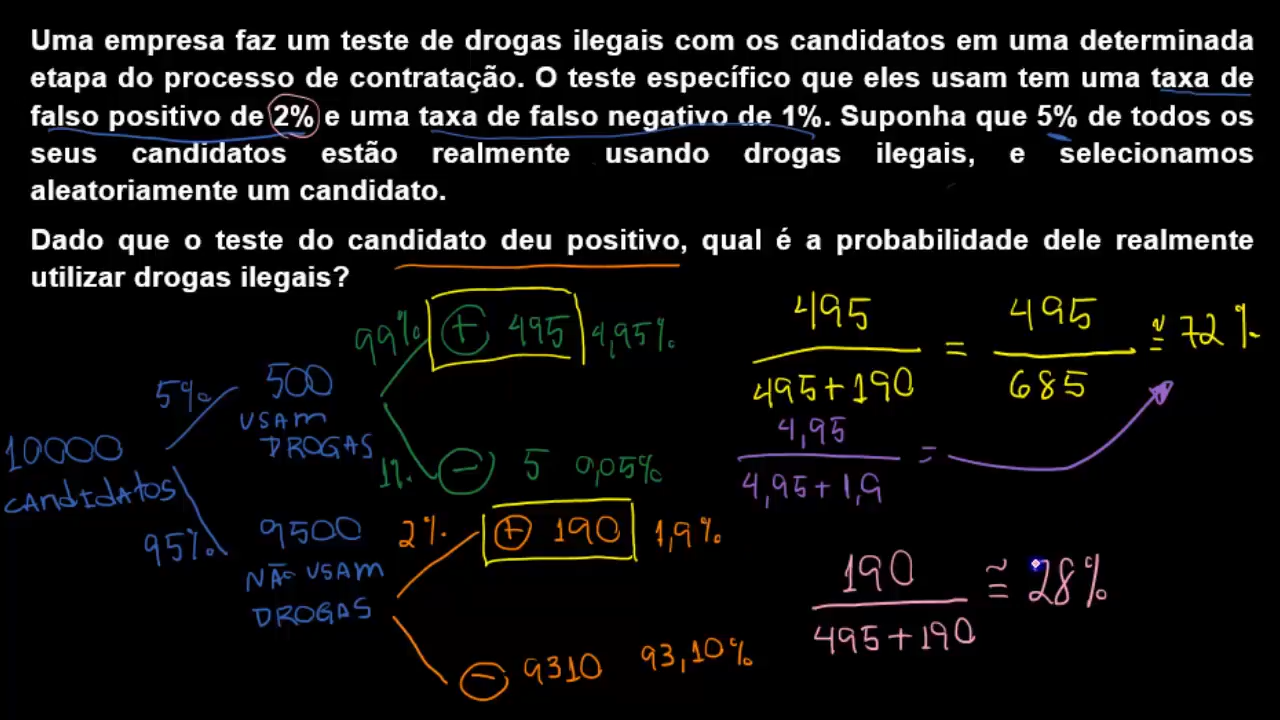 Uma empresa faz um teste de drogas ilegais com os candidatos em uma determinada
etapa do processo de contratação. O teste específico que eles usam tem uma taxa de
falso positivo de 2% e uma taxa de falso negativo de 1%. Suponha que 5% de todos os
seus candidatos estão realmente usando drogas ilegais, e selecionamos
aleatoriamente um candidato.
Dado que o teste do candidato deu positivo, qual é a probabilidade dele realmente
utilizar drogas ilegais?
10000
CANDIDATOS
5%
500
USAM
DROGAS
95%
9500
NÃO USAM
DROGAS
99%
+ 495
4,95%
1%
- 5 0,05%
2%
+ 190
1,9%
- 9310 93,10%
495
495+190
=
495
685
≅ 72%
4,95
4,95+1,9
=
190
495+190
≅ 28%